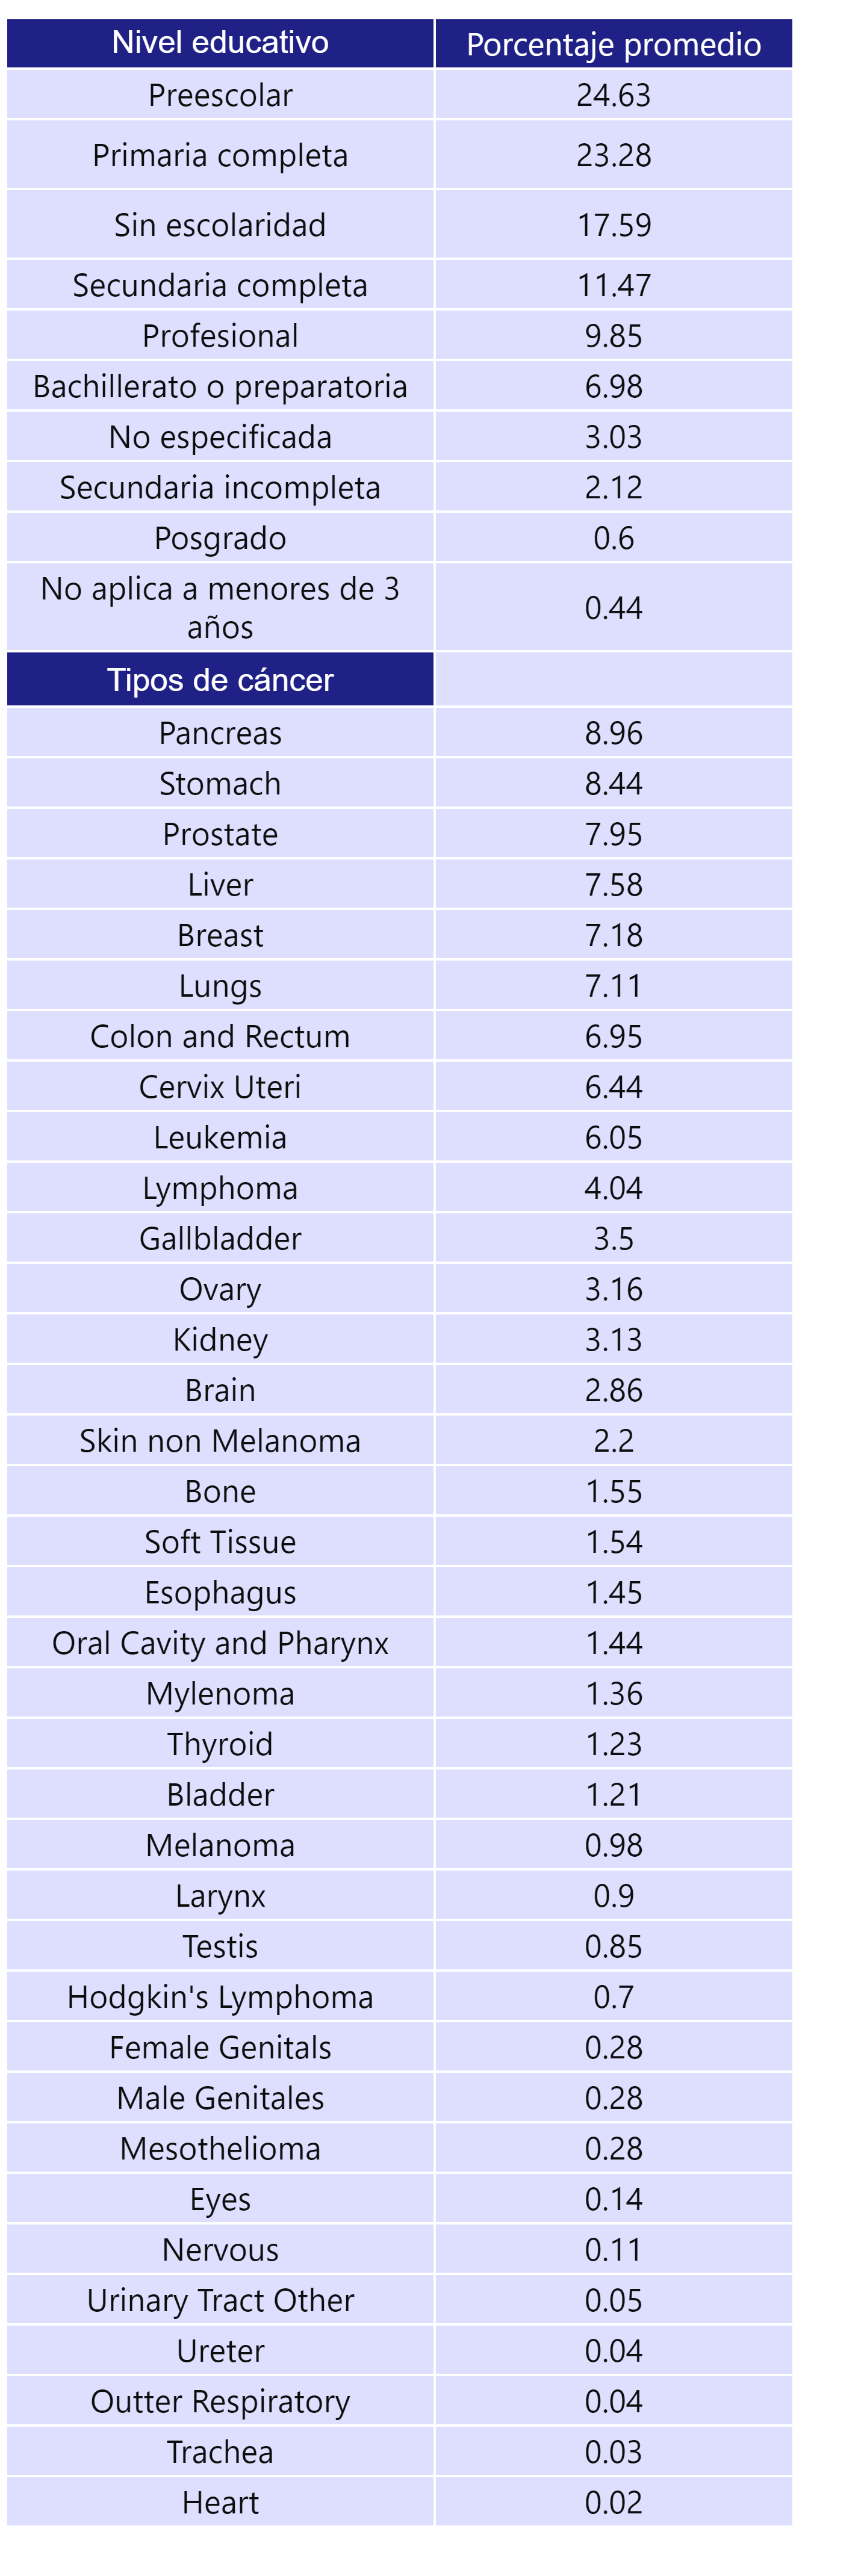 Nivel educativo Porcentaje promedio
Preescolar 24.63
Primaria completa 23.28
Sin escolaridad 17.59
Secundaria completa 11.47
Profesional 9.85
Bachillerato o preparatoria 6.98
No especificada 3.03
Secundaria incompleta 2.12
Posgrado 0.6
No aplica a menores de 3
años 0.44
Tipos de cáncer
Pancreas 8.96
Stomach 8.44
Prostate 7.95
Liver 7.58
Breast 7.18
Lungs 7.11
Colon and Rectum 6.95
Cervix Uteri 6.44
Leukemia 6.05
Lymphoma 4.04
Gallbladder 3.5
Ovary 3.16
Kidney 3.13
Brain 2.86
Skin non Melanoma 2.2
Bone 1.55
Soft Tissue 1.54
Esophagus 1.45
Oral Cavity and Pharynx 1.44
Mylenoma 1.36
Thyroid 1.23
Bladder 1.21
Melanoma 0.98
Larynx 0.9
Testis 0.85
Hodgkin's Lymphoma 0.7
Female Genitals 0.28
Male Genitales 0.28
Mesothelioma 0.28
Eyes 0.14
Nervous 0.11
Urinary Tract Other 0.05
Ureter 0.04
Outter Respiratory 0.04
Trachea 0.03
Heart 0.02